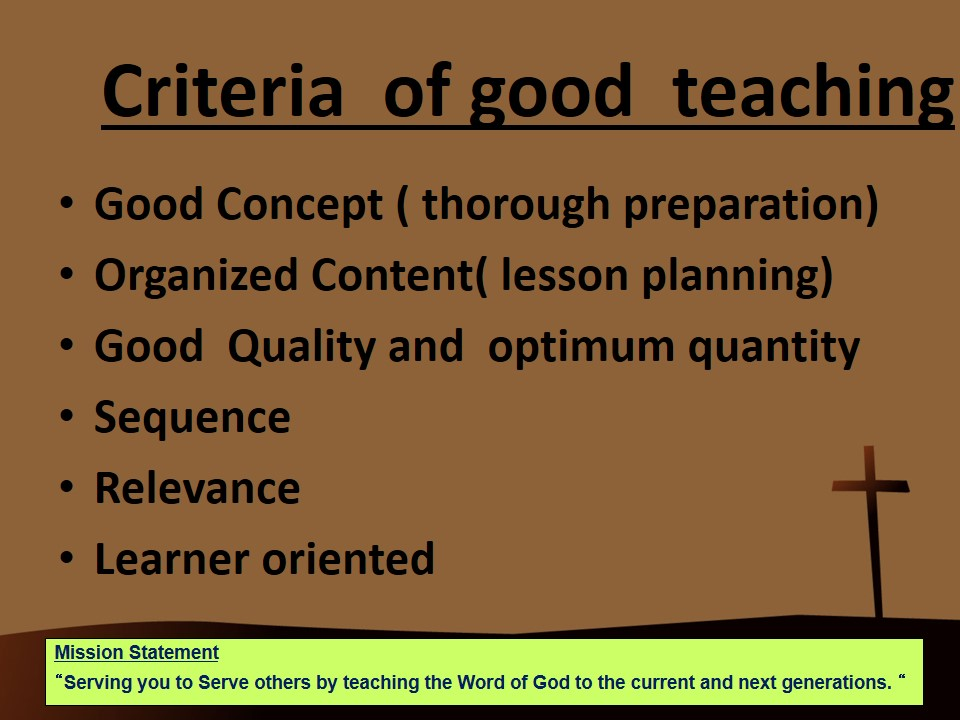 Criteria  of good  teaching
• Good Concept ( thorough preparation)
• Organized Content( lesson planning)
• Good  Quality and  optimum quantity
• Sequence
• Relevance
• Learner oriented
Mission Statement
“Serving you to Serve others by teaching the Word of God to the current and next generations. “